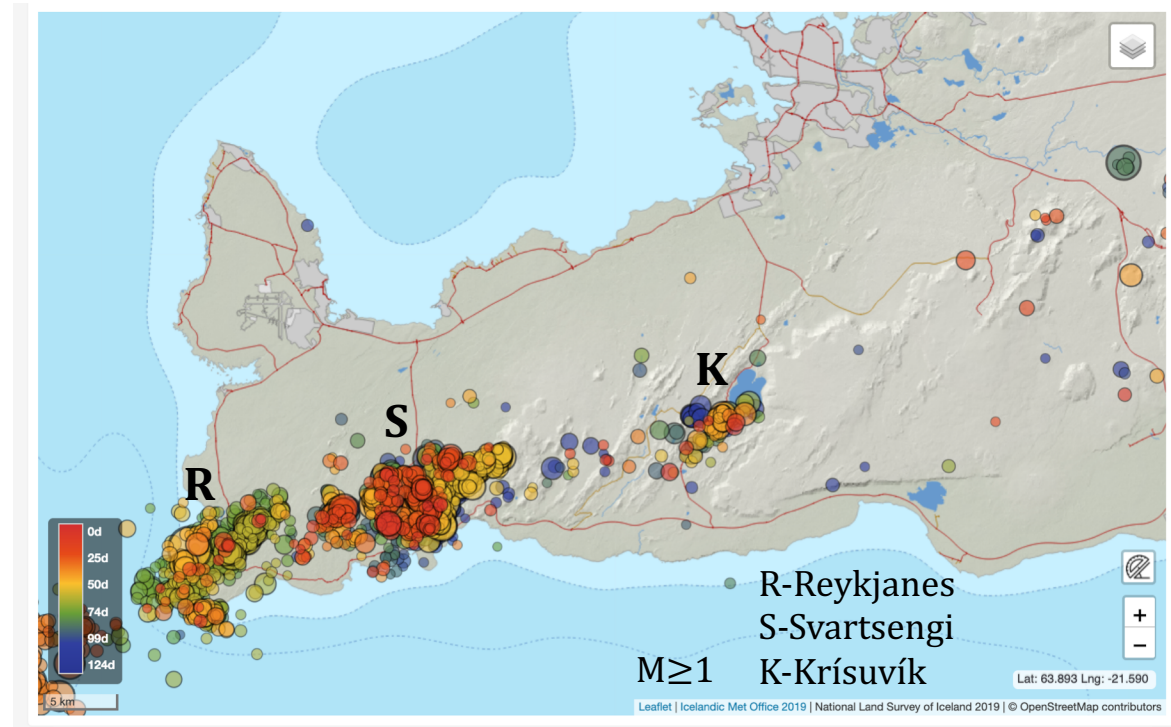 K
S
R
0d
25d
50d
74d
99d
124d
R-Reykjanes
S-Svartsengi
M≥1 K-Krísuvík
+
−
5 km
Lat: 63.893 Lng: -21.590
Leaflet | Icelandic Met Office 2019 | National Land Survey of Iceland 2019 | © OpenStreetMap contributors